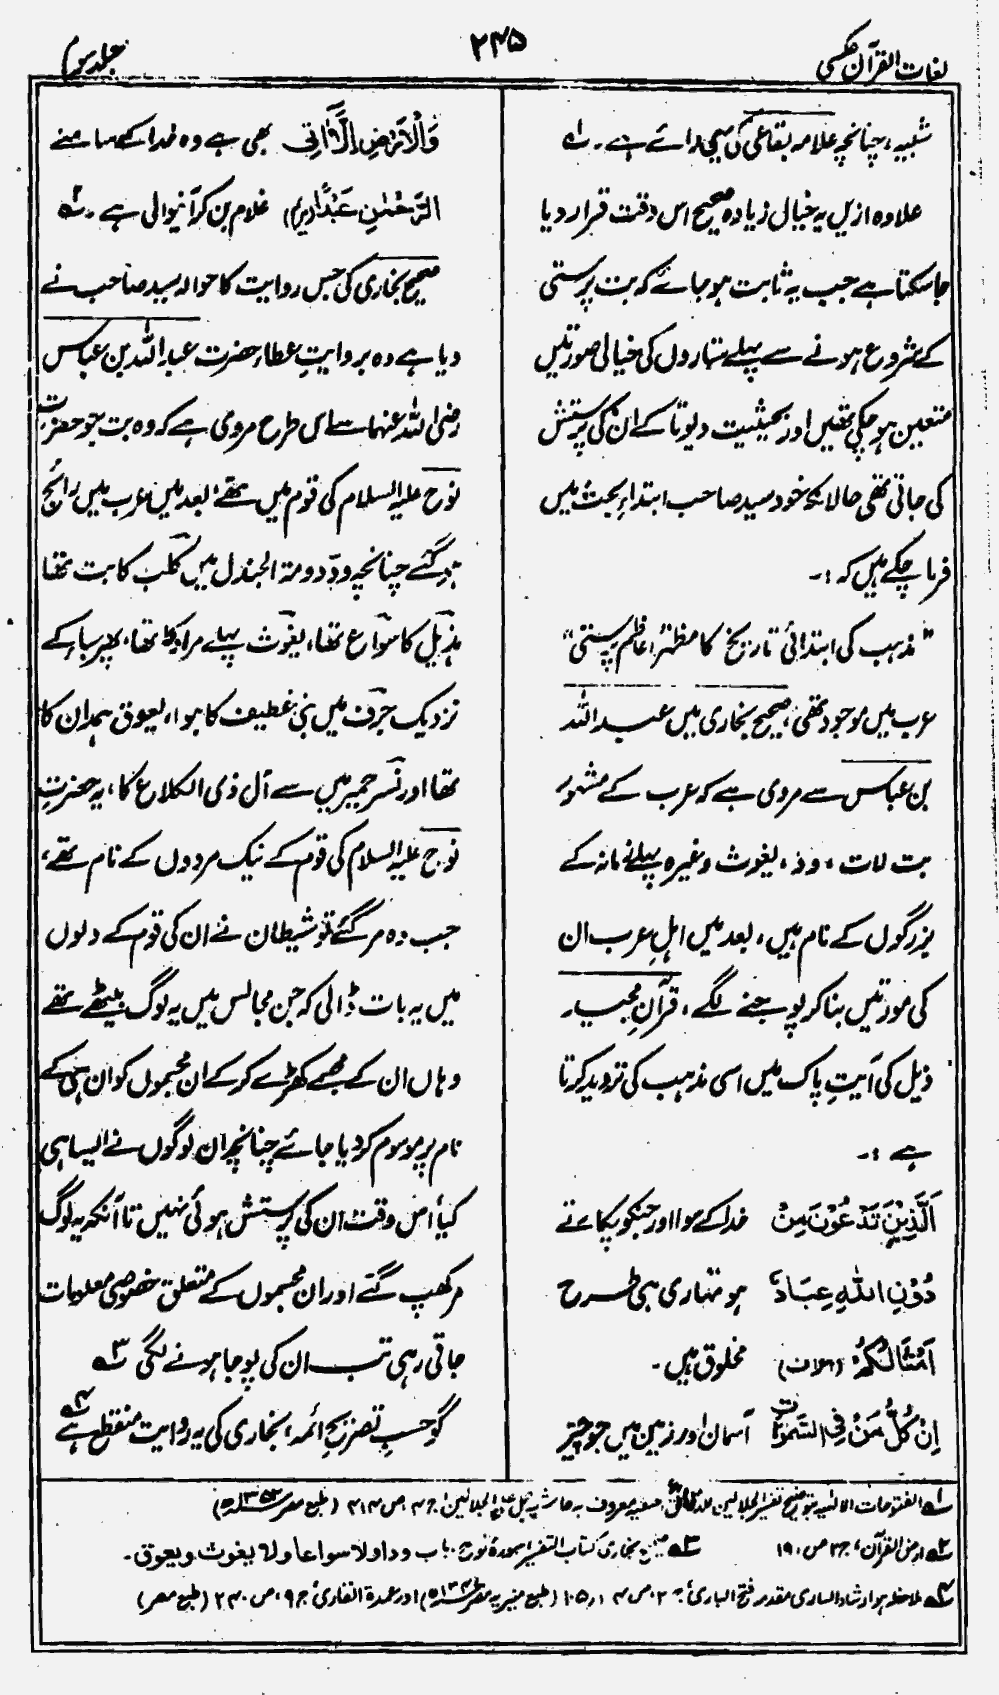 لغات القرآن عکسی
۲۴۵
جلد سوم
شبیہ، چنانچہ علامہ بقاعی کی یہی رائے ہے۔ ۱ہ
علاوہ ازیں یہ خیال زیادہ صحیح اس وقت قرار دیا
جاسکتا ہے جب یہ ثابت ہو جائے کہ بت پرستی
کے شروع ہونے سے پہلے ستاروں کی خیالی صورتیں
متعین ہو چکی تھیں اور بحیثیت دیوتا کے ان کی پرستش
کی جاتی تھی حالانکہ خود سید صاحب ابتداءِ بحث میں
فرما چکے ہیں کہ :۔
" مذہب کی ابتدائی تاریخ کا مظہر اعاظم پرستی"
عرب میں موجود تھی، صحیح بخاری میں عبد اللہ
بن عباس سے مروی ہے کہ عرب کے مشہور
بت لات ، ود ، یغوث وغیرہ پہلے زمانہ کے
بزرگوں کے نام ہیں، بعد میں اہلِ عرب ان
کی مورتیں بنا کر پوجنے لگے، قرآن مجید
ذیل کی آیتِ پاک میں اسی مذہب کی تردید کرتا
ہے :۔
اَلَّذِیْنَ تَدْعُوْنَ مِنْ خدا کے سوا اور جنکو پکارتے
دُوْنِ اللّٰهِ عِبَادٌ ہو تمہاری ہی طرح
اَمْثَالُکُمْ (اعراف) مخلوق ہیں۔
اِنْ کُلُّ مَنْ فِی السَّمٰوٰتِ آسمان اور زمین میں جو چیز
وَالْاَرْضِ اِلَّا اٰتِی بھی ہے وہ خدا کے سامنے
الرَّحْمٰنِ عَبْدًا (مریم) غلام بن کر آنیوالی ہے۔ ۲ہ
صحیح بخاری کی جس روایت کا حوالہ سید صاحب نے
دیا ہے وہ بروایتِ عطاء حضرت عبد اللہ بن عباس
رضی اللہ عنہما سے اس طرح مروی ہے کہ وہ بت جو حضرت
نوح علیہ السلام کی قوم میں تھے، بعد میں عرب میں رائج
ہو گئے چنانچہ ودّ دومۃ الجندل میں کلب کا بت تھا
ہذیل کا سواع تھا، یغوث پہلے مراد کا تھا، پھر سبا کے
نزدیک جرف میں بنی غطیف کا ہوا، یعوق ہمدان کا
تھا اور نسر حمیر میں سے آل ذی الکلاع کا، یہ حضرت
نوح علیہ السلام کی قوم کے نیک مردوں کے نام تھے،
جب وہ مر گئے تو شیطان نے ان کی قوم کے دلوں
میں یہ بات ڈالی کہ جن مجالس میں یہ لوگ بیٹھتے تھے
وہاں ان کے مجسمے کھڑے کر کے ان مجسموں کو ان ہی کے
نام پر موسوم کر دیا جائے چنانچہ ان لوگوں نے ایسا ہی
کیا، اس وقت ان کی پرستش ہوئی نہیں تا آنکہ یہ لوگ
مر کھپ گئے اور ان مجسموں کے متعلق خصوصی معلومات
جاتی رہی تب ان کی پوجا ہونے لگی ۳ہ
گو حسبِ تصریحِ ائمہ، بخاری کی یہ روایت منقطع ہے ۴ہ
۱ہ الفتوحات الالٰہیہ بتوضیح تفسیر الجلالین للدقائق الخفیہ معروف بہ حاشیہ جمل علی الجلالین، ج ۴، ص ۴۱۳ (طبع مصر ۱۳۵۲ھ)
۲ہ ارض القرآن، ج ۲ ص ۱۹۰ ۳ہ صحیح بخاری کتاب التفسیر سورۂ نوح، باب ودا ولا سواعا ولا یغوث ویعوق۔
۴ہ ملاحظہ ہو ارشاد الساری مقدمہ فتح الباری، ج ۲، ص ۱۰۵، ۴ (طبع منیریہ مصر ۱۳۴۷ھ) اور عمدۃ القاری، ج ۹، ص ۲۴۰ (طبع مصر)